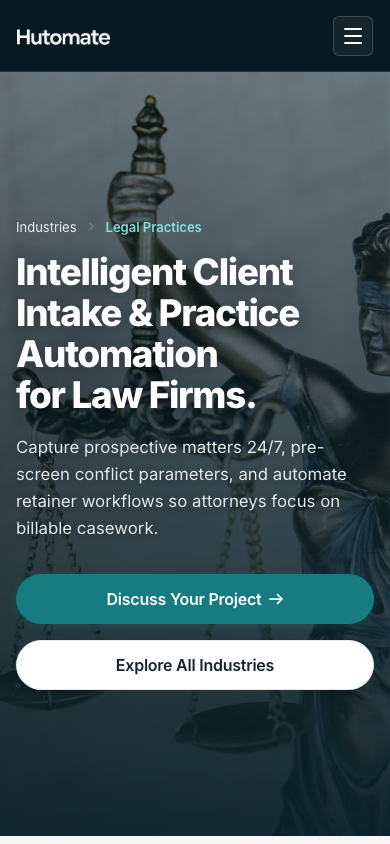 Hutomate
Industries > Legal Practices
Intelligent Client
Intake & Practice
Automation
for Law Firms.
Capture prospective matters 24/7, pre-
screen conflict parameters, and automate
retainer workflows so attorneys focus on
billable casework.
Discuss Your Project →
Explore All Industries